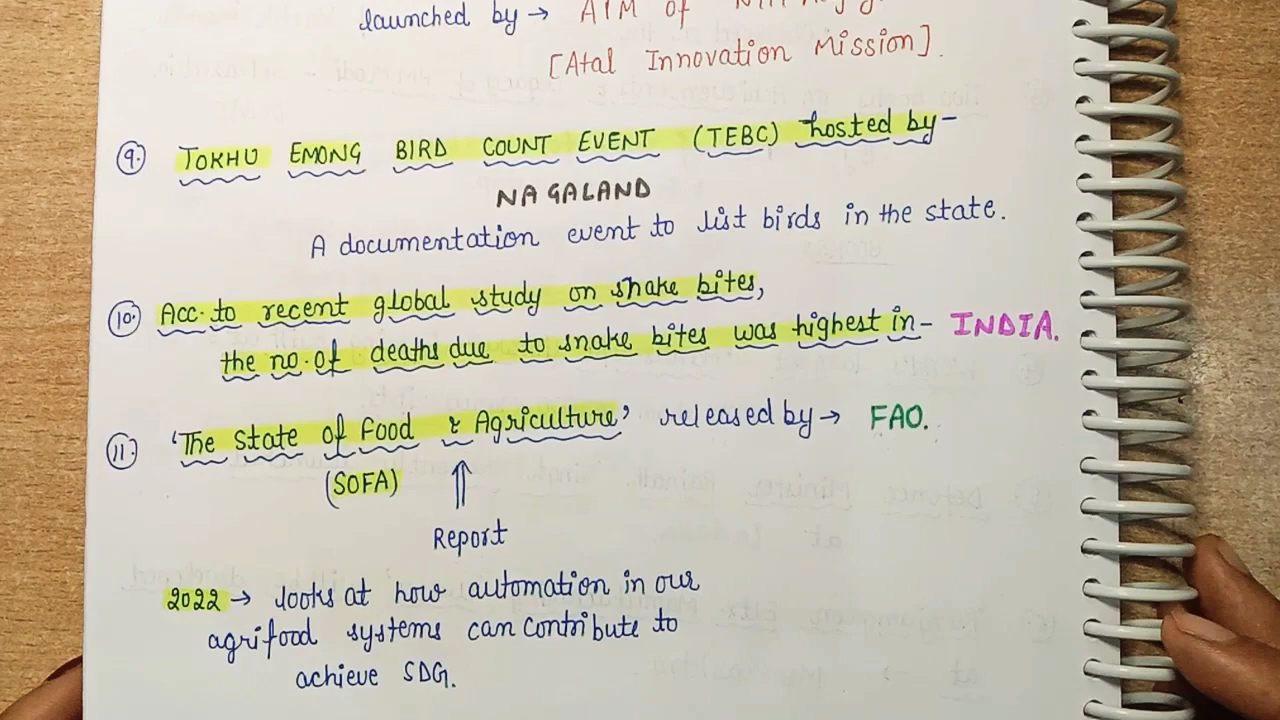 launched by → AIM of
[Atal Innovation Mission].
9. TOKHU EMONG BIRD COUNT EVENT (TEBC) hosted by-
NAGALAND
A documentation event to list birds in the state.
10. Acc. to recent global study on snake bites,
the no. of deaths due to snake bites was highest in- INDIA.
11. 'The State of Food & Agriculture' released by → FAO.
(SOFA)
Report
2022 → looks at how automation in our
agrifood systems can contribute to
achieve SDG.